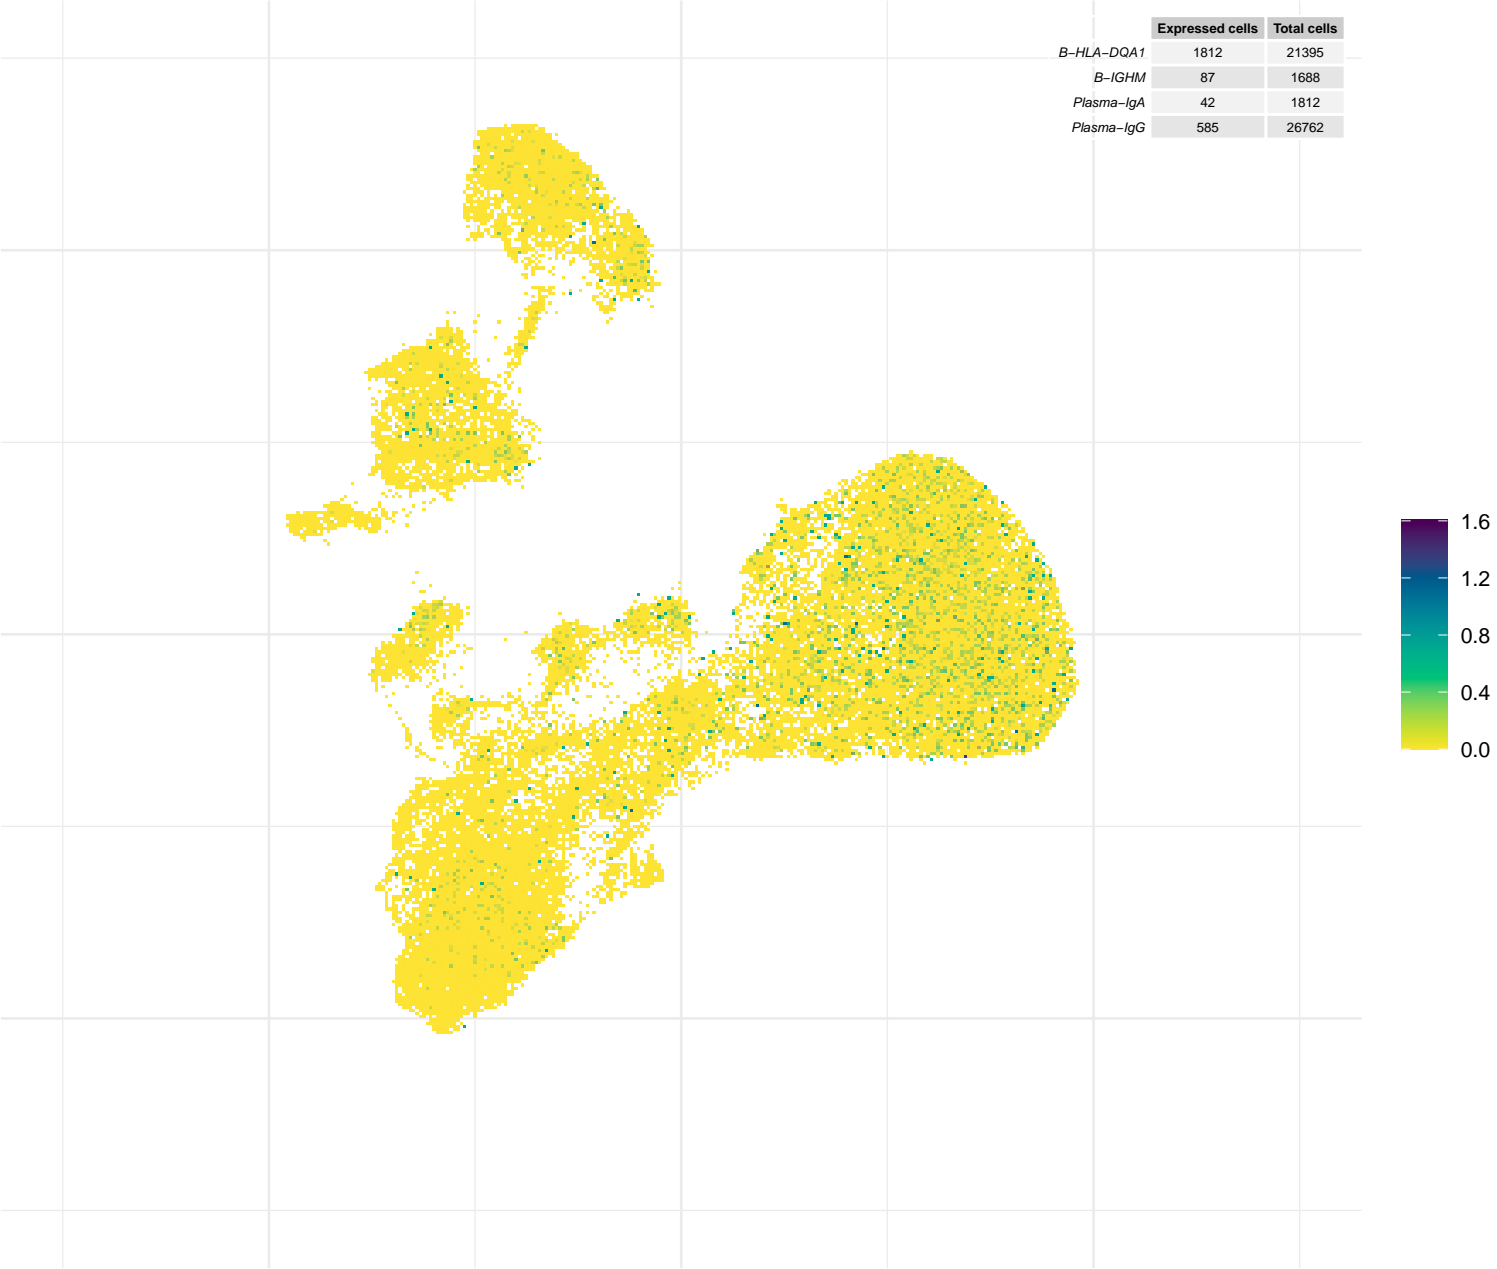 Expressed cells Total cells
B−HLA−DQA1 1812 21395
B−IGHM 87 1688
Plasma−IgA 42 1812
Plasma−IgG 585 26762
1.6
1.2
0.8
0.4
0.0